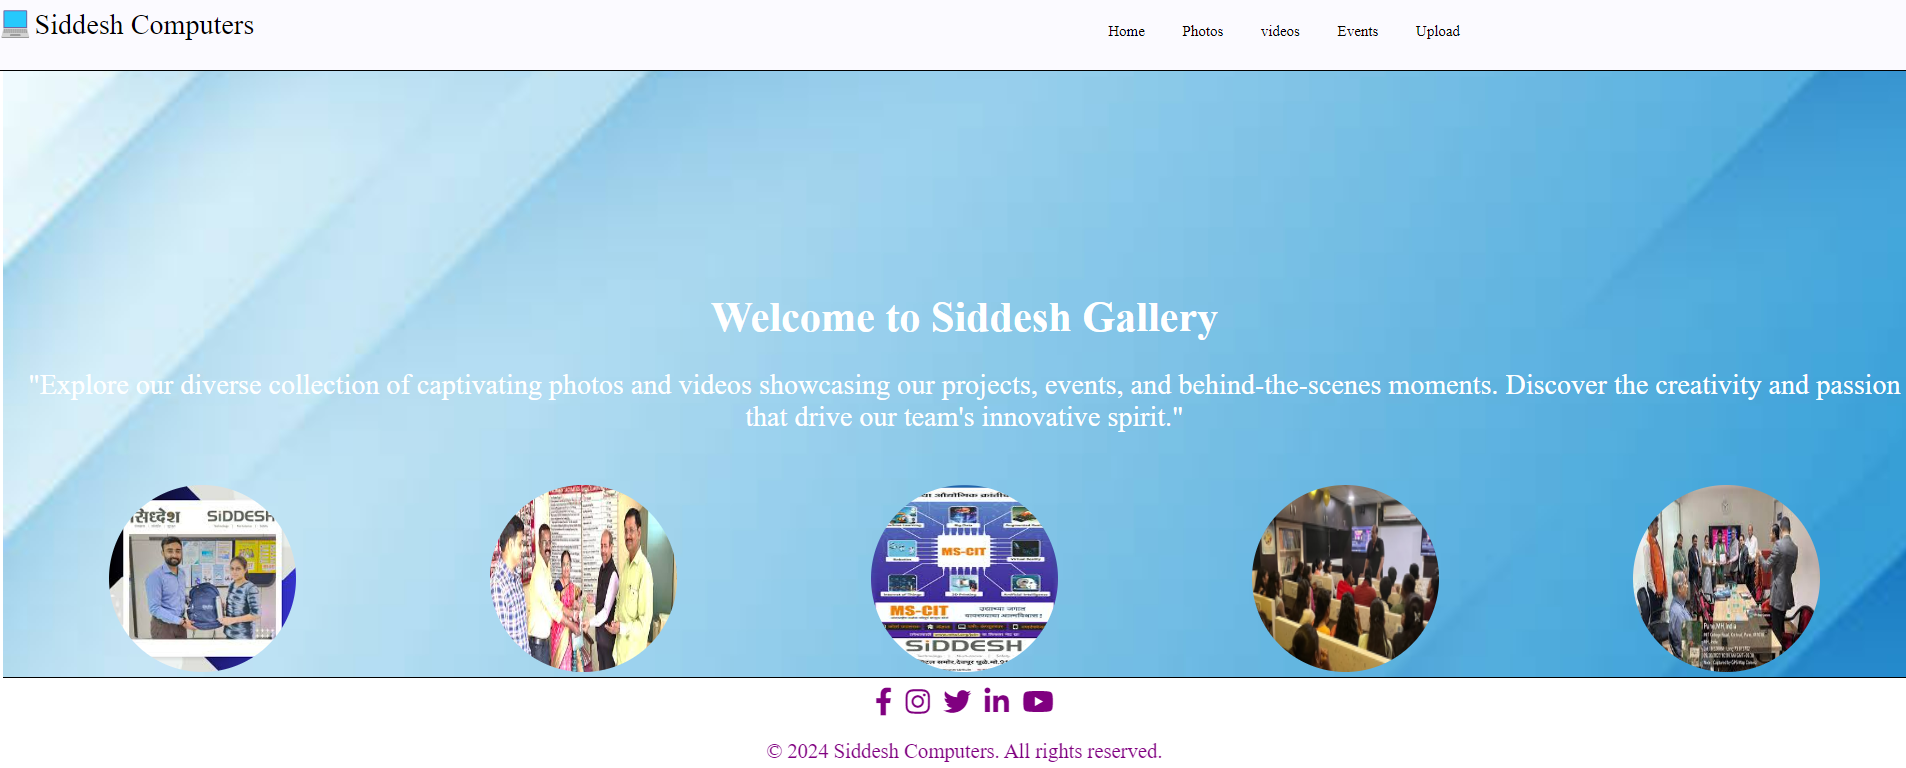 Siddesh Computers
Home Photos videos Events Upload
Welcome to Siddesh Gallery
"Explore our diverse collection of captivating photos and videos showcasing our projects, events, and behind-the-scenes moments. Discover the creativity and passion
that drive our team's innovative spirit."
सिध्देश SiDDESH
MS-CIT
MS-CIT
SiDDESH
© 2024 Siddesh Computers. All rights reserved.